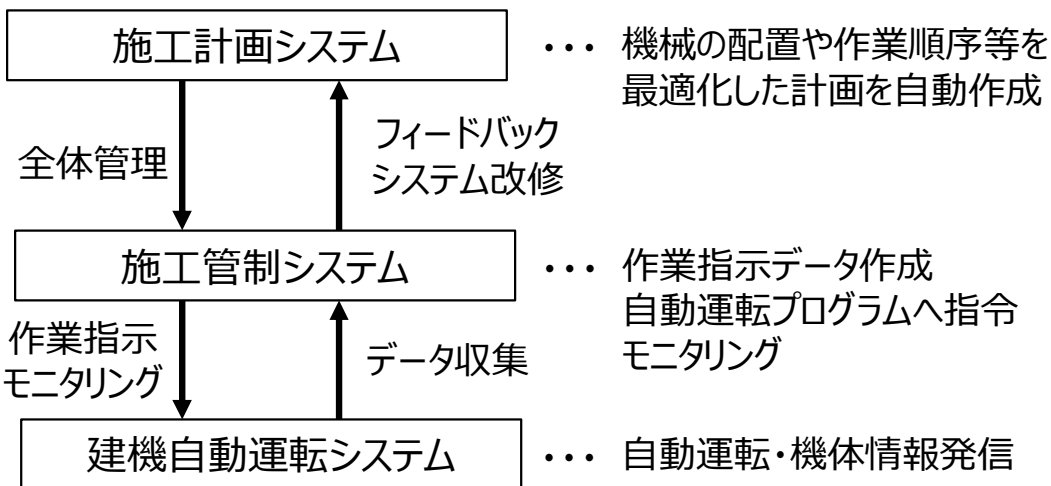 施工計画システム
・・・ 機械の配置や作業順序等を
最適化した計画を自動作成
全体管理
フィードバック
システム改修
施工管制システム
・・・ 作業指示データ作成
自動運転プログラムへ指令
モニタリング
作業指示
モニタリング
データ収集
建機自動運転システム
・・・ 自動運転・機体情報発信